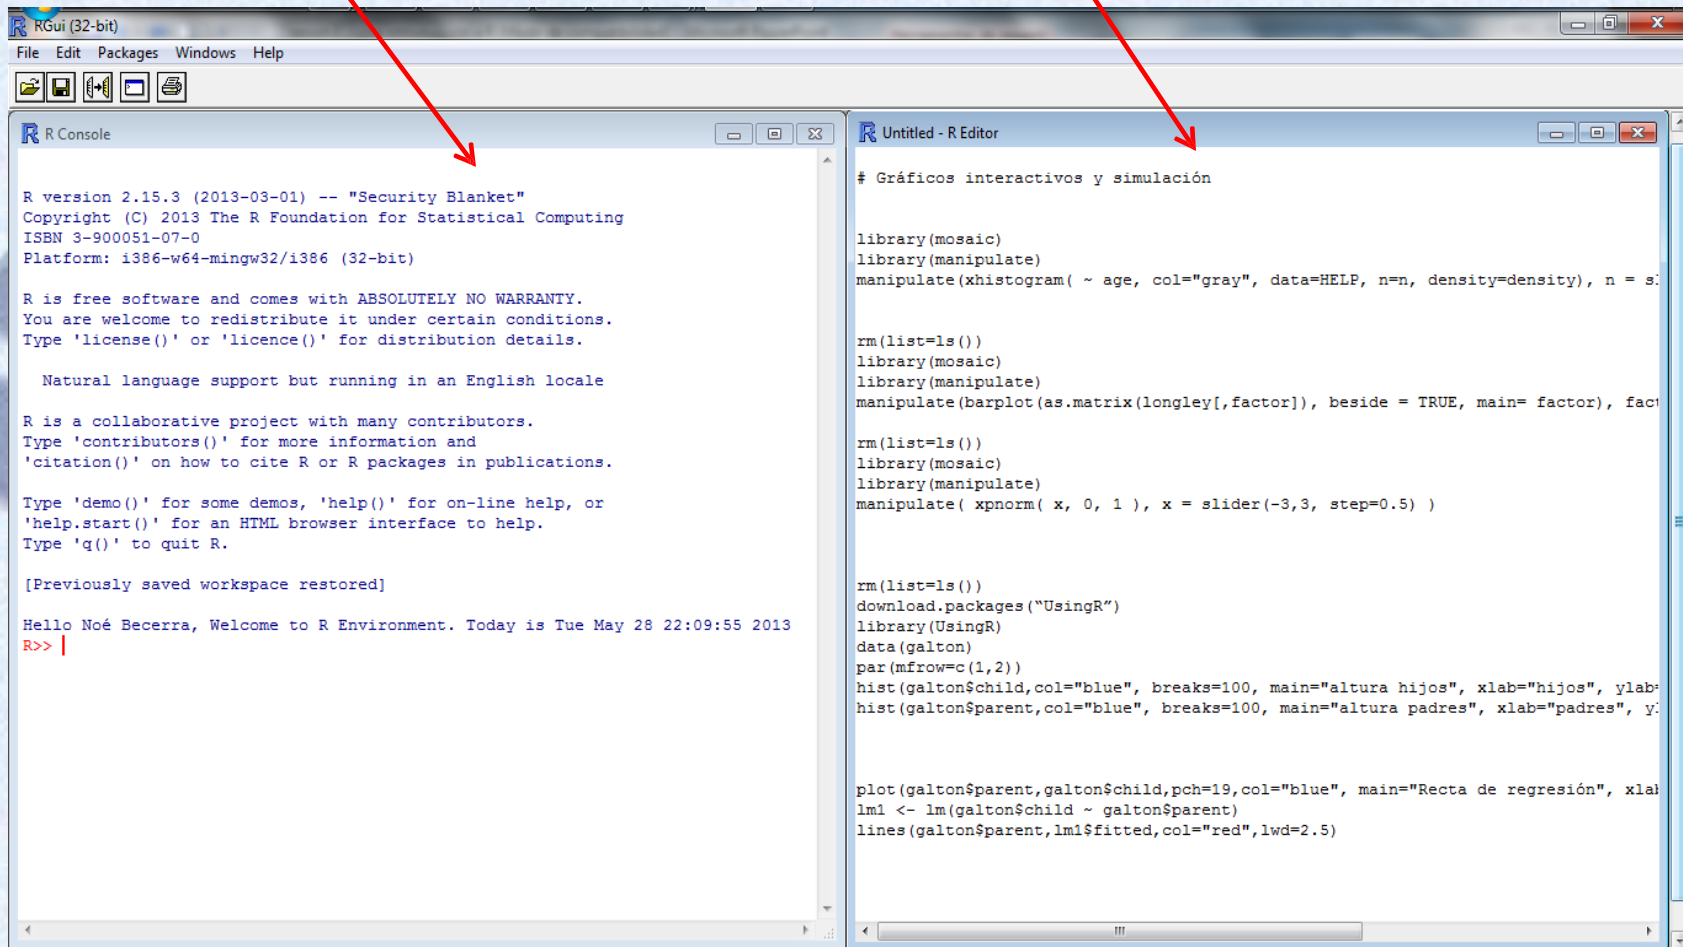 RGui (32-bit)
File Edit Packages Windows Help
R Console
R version 2.15.3 (2013-03-01) -- "Security Blanket"
Copyright (C) 2013 The R Foundation for Statistical Computing
ISBN 3-900051-07-0
Platform: i386-w64-mingw32/i386 (32-bit)
R is free software and comes with ABSOLUTELY NO WARRANTY.
You are welcome to redistribute it under certain conditions.
Type 'license()' or 'licence()' for distribution details.
Natural language support but running in an English locale
R is a collaborative project with many contributors.
Type 'contributors()' for more information and
'citation()' on how to cite R or R packages in publications.
Type 'demo()' for some demos, 'help()' for on-line help, or
'help.start()' for an HTML browser interface to help.
Type 'q()' to quit R.
[Previously saved workspace restored]
Hello Noé Becerra, Welcome to R Environment. Today is Tue May 28 22:09:55 2013
R>>
Untitled - R Editor
# Gráficos interactivos y simulación
library(mosaic)
library(manipulate)
manipulate(xhistogram( ~ age, col="gray", data=HELP, n=n, density=density), n = sl
rm(list=ls())
library(mosaic)
library(manipulate)
manipulate(barplot(as.matrix(longley[,factor]), beside = TRUE, main= factor), fact
rm(list=ls())
library(mosaic)
library(manipulate)
manipulate( xpnorm( x, 0, 1 ), x = slider(-3,3, step=0.5) )
rm(list=ls())
download.packages(“UsingR”)
library(UsingR)
data(galton)
par(mfrow=c(1,2))
hist(galton$child,col="blue", breaks=100, main="altura hijos", xlab="hijos", ylab=
hist(galton$parent,col="blue", breaks=100, main="altura padres", xlab="padres", yl
plot(galton$parent,galton$child,pch=19,col="blue", main="Recta de regresión", xlab
lm1 <- lm(galton$child ~ galton$parent)
lines(galton$parent,lm1$fitted,col="red",lwd=2.5)